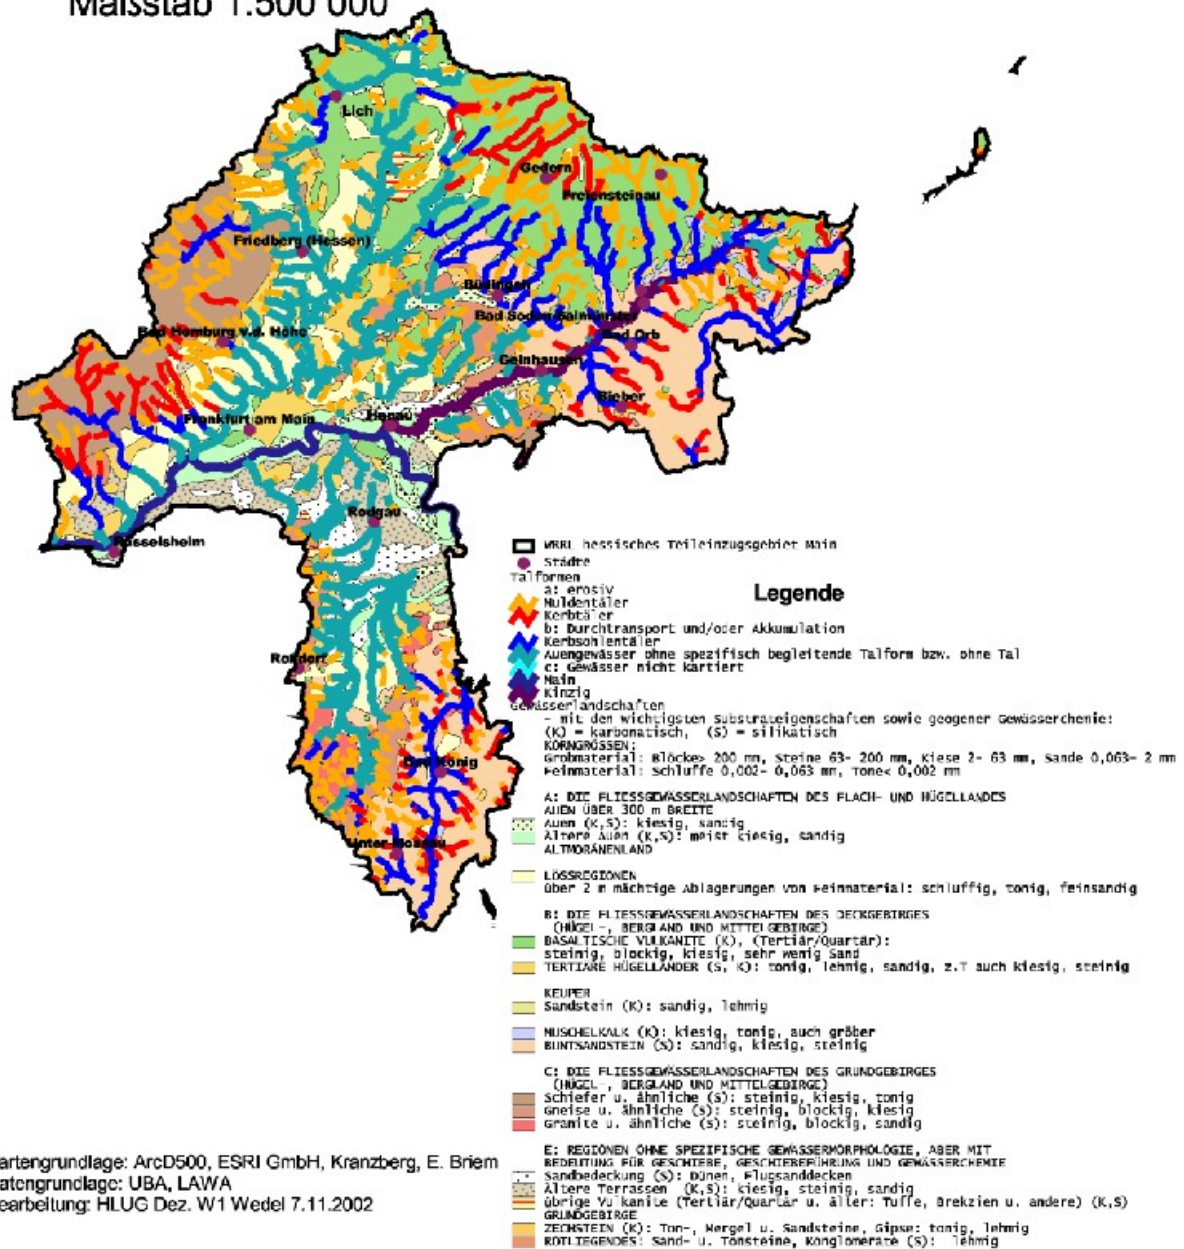 Maßstab 1:500 000
Lich
Gedern
Freiensteinau
Friedberg (Hessen)
Büdingen
Bad Soden-Salmünster
Bad Homburg v.d. Höhe
Bad Orb
Gelnhausen
Bieber
Frankfurt am Main
Hanau
Rodgau
Rüsselsheim
Roßdorf
Bad König
Unter-Mossau
WRRL hessisches Teileinzugsgebiet Main
Städte
Legende
Talformen
a: erosiv
Muldentäler
Kerbtäler
b: Durchtransport und/oder Akkumulation
Kerbsohlentäler
Auengewässer ohne spezifisch begleitende Talform bzw. ohne Tal
c: Gewässer nicht kartiert
Main
Kinzig
Gewässerlandschaften
- mit den wichtigsten Substrateigenschaften sowie geogener Gewässerchemie:
(K) = karbonatisch, (S) = silikatisch
KORNGRÖSSEN:
Grobmaterial: Blöcke> 200 mm, Steine 63- 200 mm, Kiese 2- 63 mm, Sande 0,063- 2 mm
Feinmaterial: Schluffe 0,002- 0,063 mm, Tone< 0,002 mm
A: DIE FLIESSGEWÄSSERLANDSCHAFTEN DES FLACH- UND HÜGELLANDES
AUEN ÜBER 300 m BREITE
Auen (K,S): kiesig, sandig
Ältere Auen (K,S): meist kiesig, sandig
ALTMORÄNENLAND
LÖSSREGIONEN
über 2 m mächtige Ablagerungen von Feinmaterial: schluffig, tonig, feinsandig
B: DIE FLIESSGEWÄSSERLANDSCHAFTEN DES DECKGEBIRGES
(HÜGEL-, BERGLAND UND MITTELGEBIRGE)
BASALTISCHE VULKANITE (K), (Tertiär/Quartär):
steinig, blockig, kiesig, sehr wenig Sand
TERTIÄRE HÜGELLÄNDER (S, K): tonig, lehmig, sandig, z.T auch kiesig, steinig
KEUPER
Sandstein (K): sandig, lehmig
MUSCHELKALK (K): kiesig, tonig, auch gröber
BUNTSANDSTEIN (S): sandig, kiesig, steinig
C: DIE FLIESSGEWÄSSERLANDSCHAFTEN DES GRUNDGEBIRGES
(HÜGEL-, BERGLAND UND MITTELGEBIRGE)
Schiefer u. ähnliche (S): steinig, kiesig, tonig
Gneise u. ähnliche (S): steinig, blockig, kiesig
Granite u. ähnliche (S): steinig, blockig, sandig
E: REGIONEN OHNE SPEZIFISCHE GEWÄSSERMORPHOLOGIE, ABER MIT
BEDEUTUNG FÜR GESCHIEBE, GESCHIEBEFÜHRUNG UND GEWÄSSERCHEMIE
Sandbedeckung (S): Dünen, Flugsanddecken
Ältere Terrassen (K,S): kiesig, steinig, sandig
übrige Vulkanite (Tertiär/Quartär u. älter: Tuffe, Brekzien u. andere) (K,S)
GRUNDGEBIRGE
ZECHSTEIN (K): Ton-, Mergel u. Sandsteine, Gipse: tonig, lehmig
ROTLIEGENDES: Sand- u. Tonsteine, Konglomerate (S): lehmig
artengrundlage: ArcD500, ESRI GmbH, Kranzberg, E. Briem
atengrundlage: UBA, LAWA
earbeitung: HLUG Dez. W1 Wedel 7.11.2002